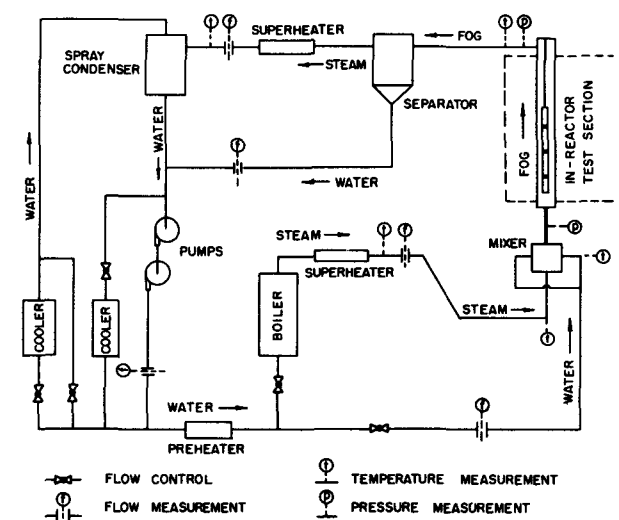 SUPERHEATER
FOG
SPRAY
CONDENSER
STEAM
SEPARATOR
WATER
WATER
WATER
FOG
IN-REACTOR
TEST SECTION
PUMPS
STEAM
SUPERHEATER
MIXER
COOLER
COOLER
BOILER
STEAM
WATER
WATER
PREHEATER
FLOW CONTROL
TEMPERATURE MEASUREMENT
FLOW MEASUREMENT
PRESSURE MEASUREMENT
t
f
t
P
f
P
t
f
t
t
f
f
f
t
P